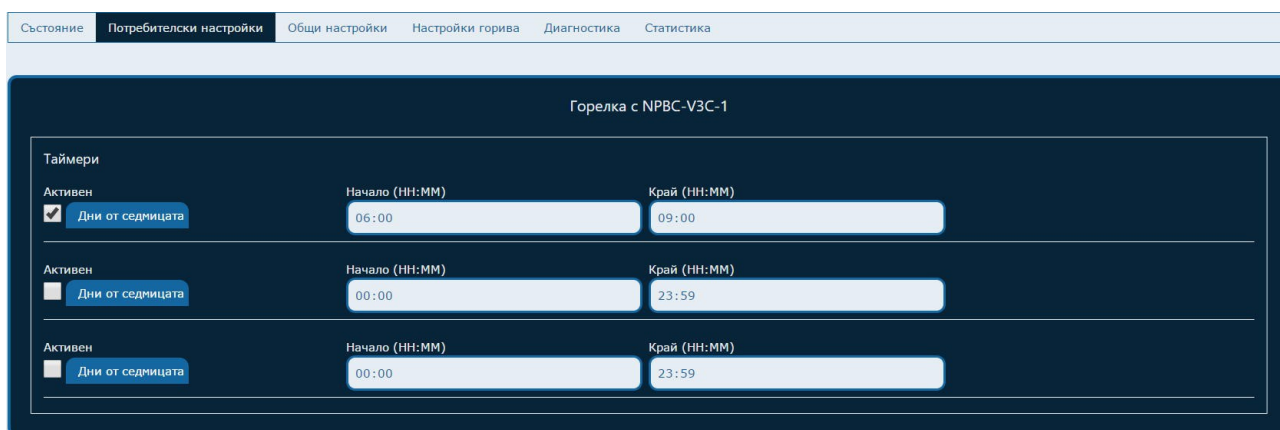 Състояние Потребителски настройки Общи настройки Настройки горива Диагностика Статистика
Горелка с NPBC-V3C-1
Таймери
Активен Начало (HH:MM) Край (HH:MM)
Дни от седмицата 06:00 09:00
Активен Начало (HH:MM) Край (HH:MM)
Дни от седмицата 00:00 23:59
Активен Начало (HH:MM) Край (HH:MM)
Дни от седмицата 00:00 23:59